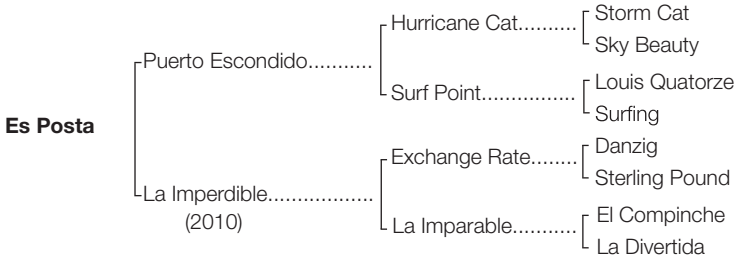 Storm Cat
Hurricane Cat..........
Sky Beauty
Puerto Escondido...........
Louis Quatorze
Surf Point................
Surfing
Es Posta
Danzig
Exchange Rate........
Sterling Pound
La Imperdible..................
(2010)
El Compinche
La Imparable...........
La Divertida